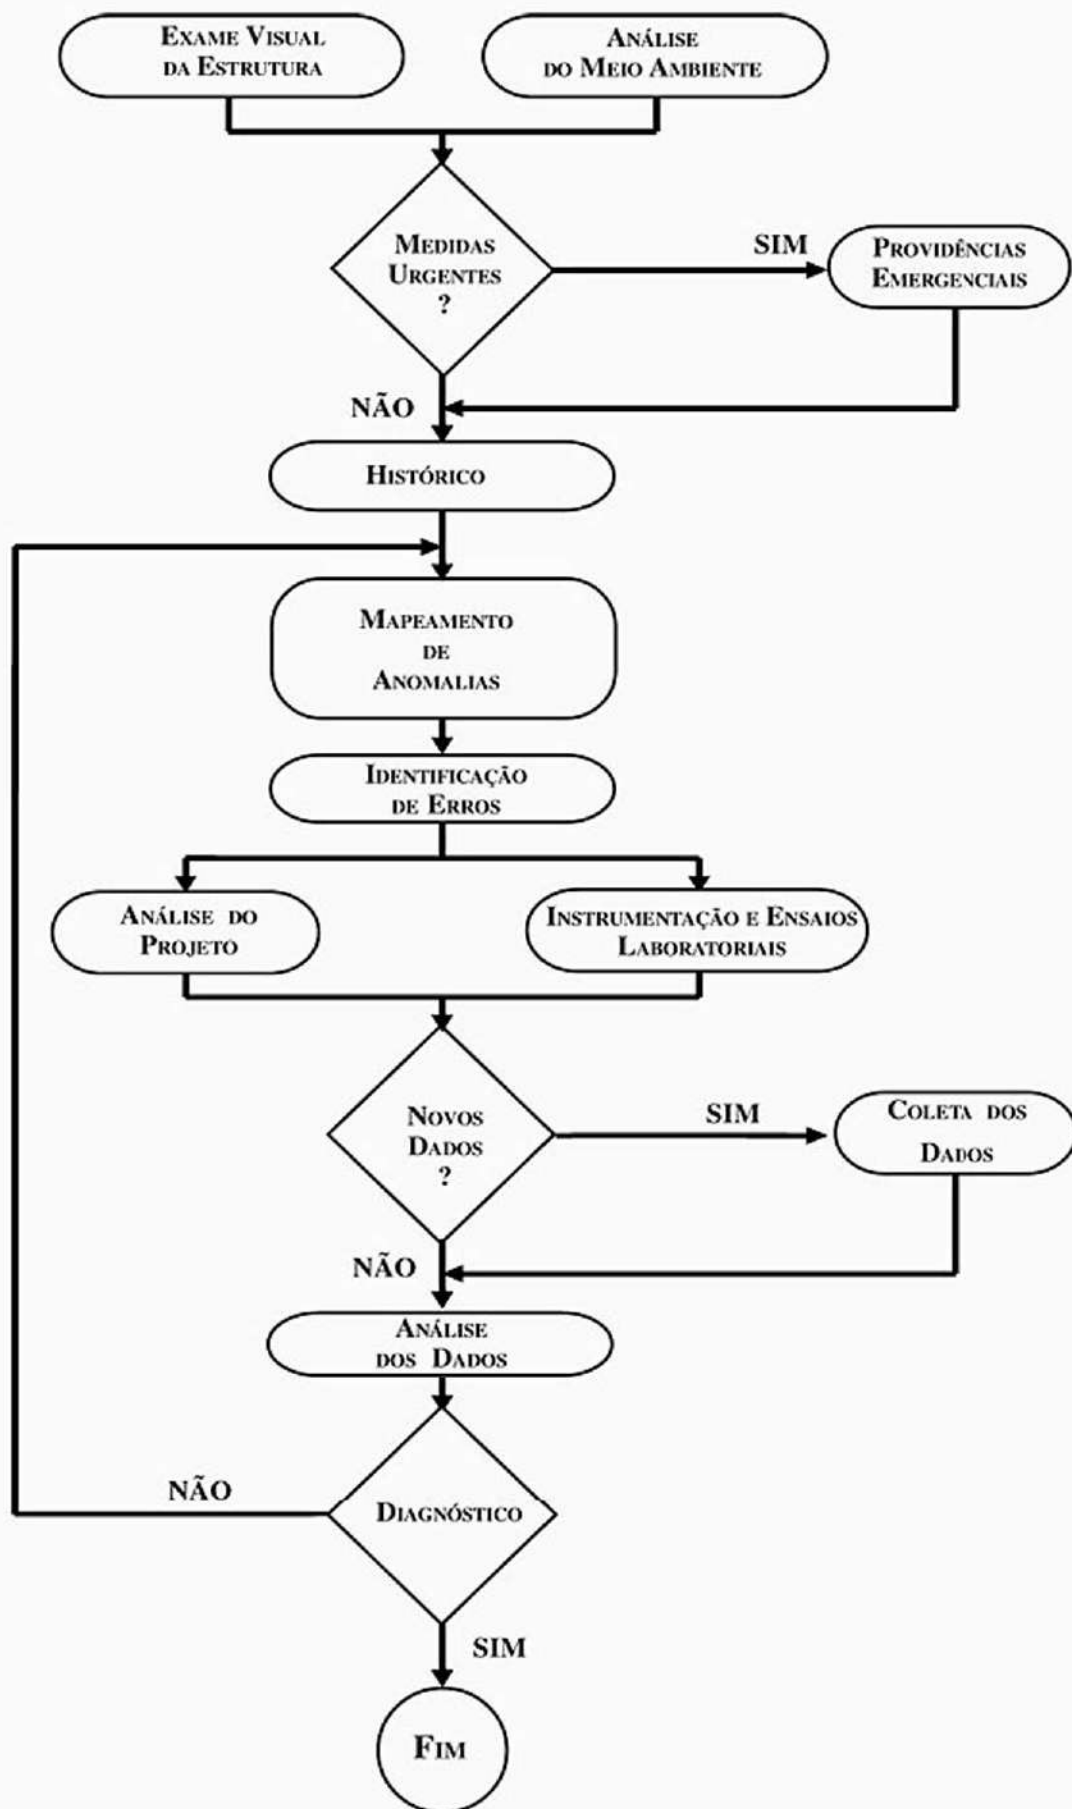 EXAME VISUAL
DA ESTRUTURA
ANÁLISE
DO MEIO AMBIENTE
MEDIDAS
URGENTES
?
SIM
PROVIDÊNCIAS
EMERGENCIAIS
NÃO
HISTÓRICO
MAPEAMENTO
DE
ANOMALIAS
IDENTIFICAÇÃO
DE ERROS
ANÁLISE DO
PROJETO
INSTRUMENTAÇÃO E ENSAIOS
LABORATORIAIS
NOVOS
DADOS
?
SIM
COLETA DOS
DADOS
NÃO
ANÁLISE
DOS DADOS
NÃO
DIAGNÓSTICO
SIM
FIM